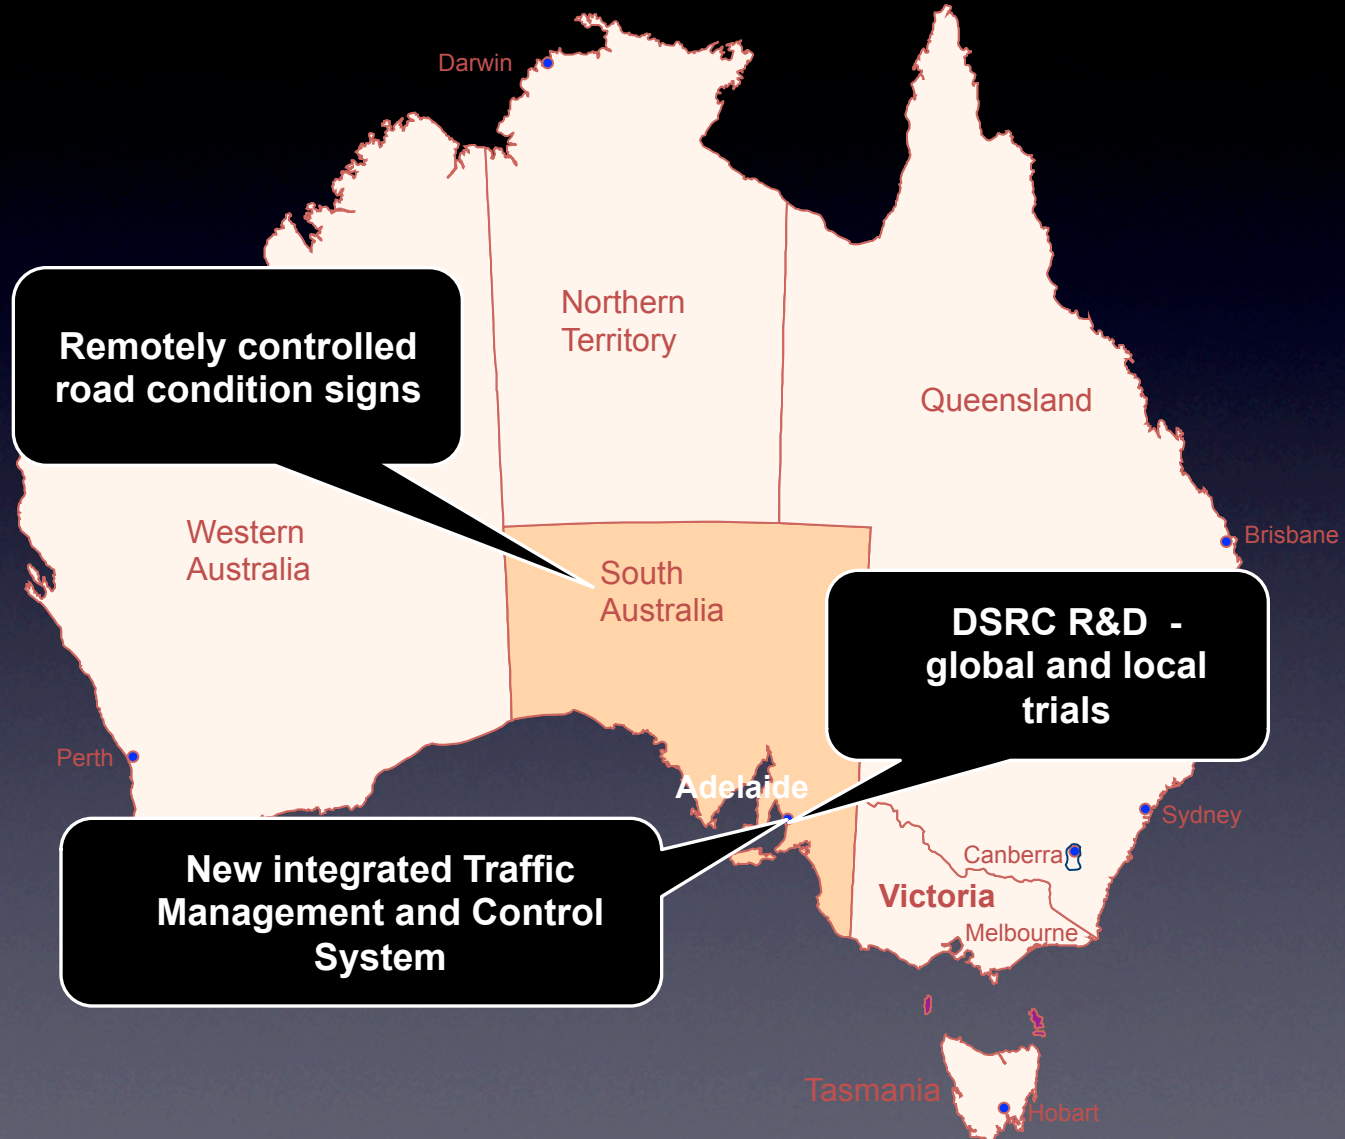 Darwin
Northern
Territory
Remotely controlled
road condition signs
Queensland
Western
Australia
Brisbane
South
Australia
DSRC R&D  -
global and local
trials
Perth
Adelaide
Sydney
Canberra
New integrated Traffic
Management and Control
System
Victoria
Melbourne
Tasmania
Hobart